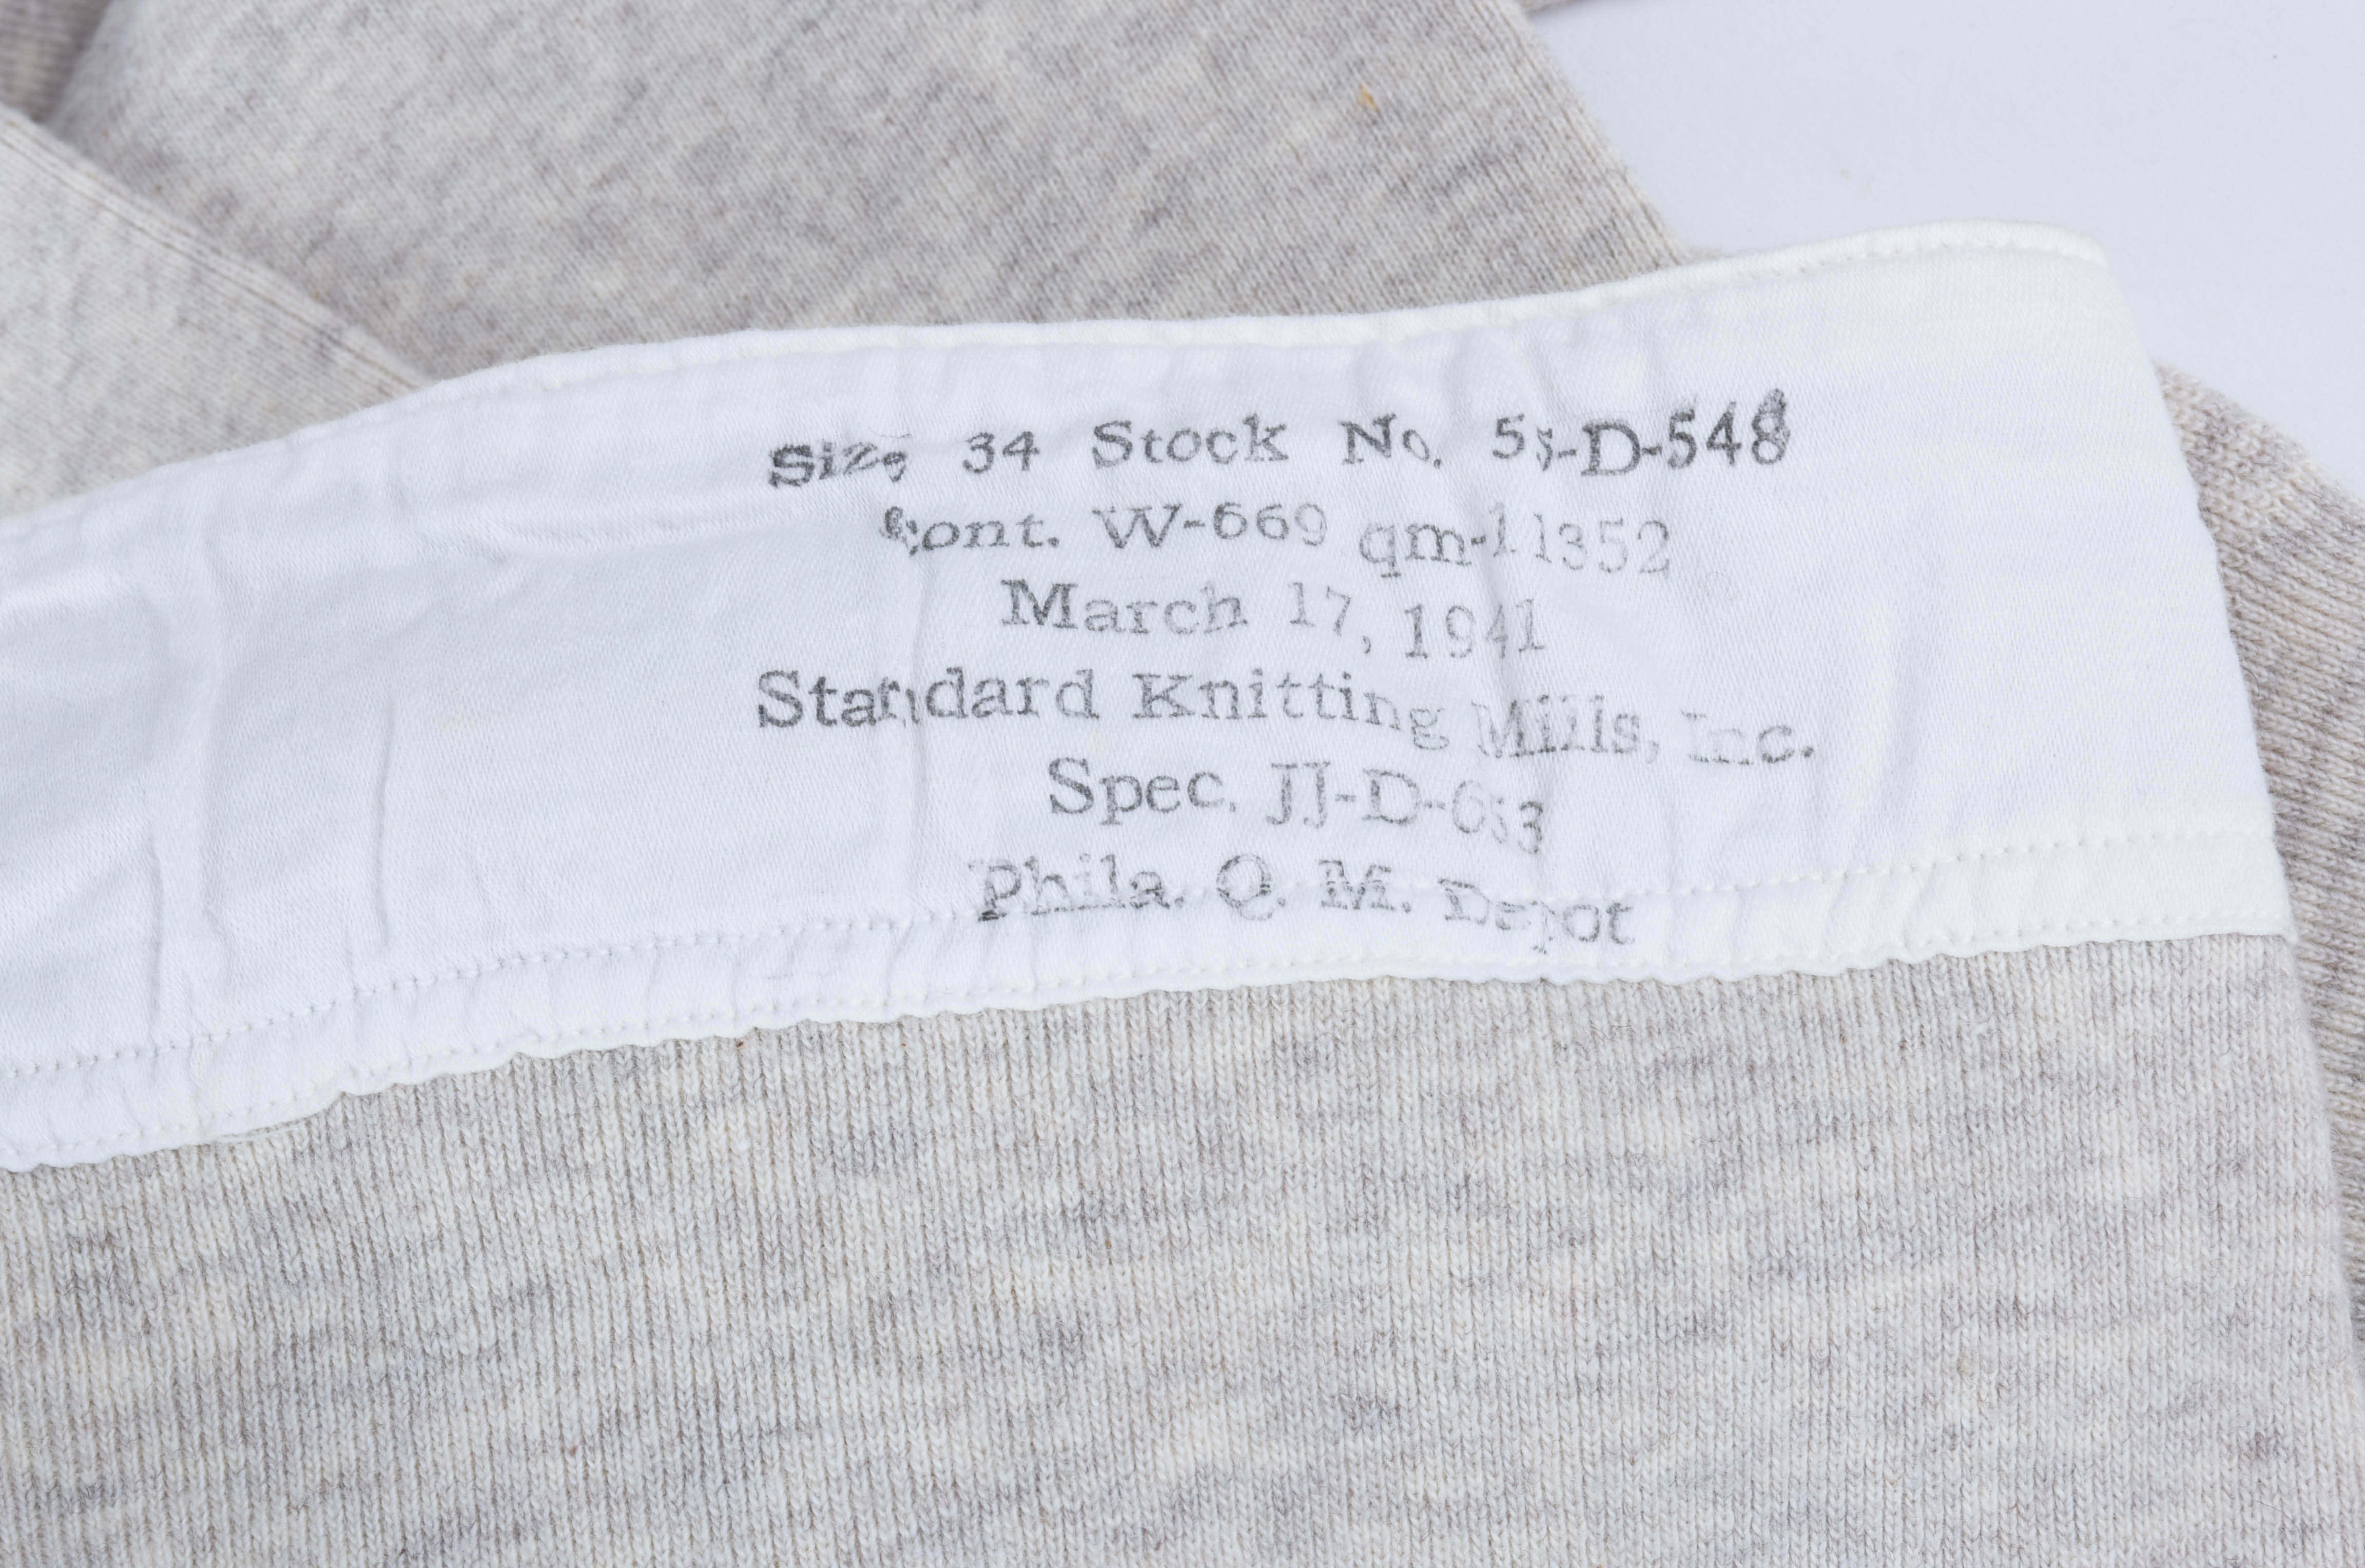 Size 34 Stock No. 55-D-548
Cont. W-669 qm-11352
March 17, 1941
Standard Knitting Mills, Inc.
Spec. JJ-D-653
Phila. Q. M. Depot